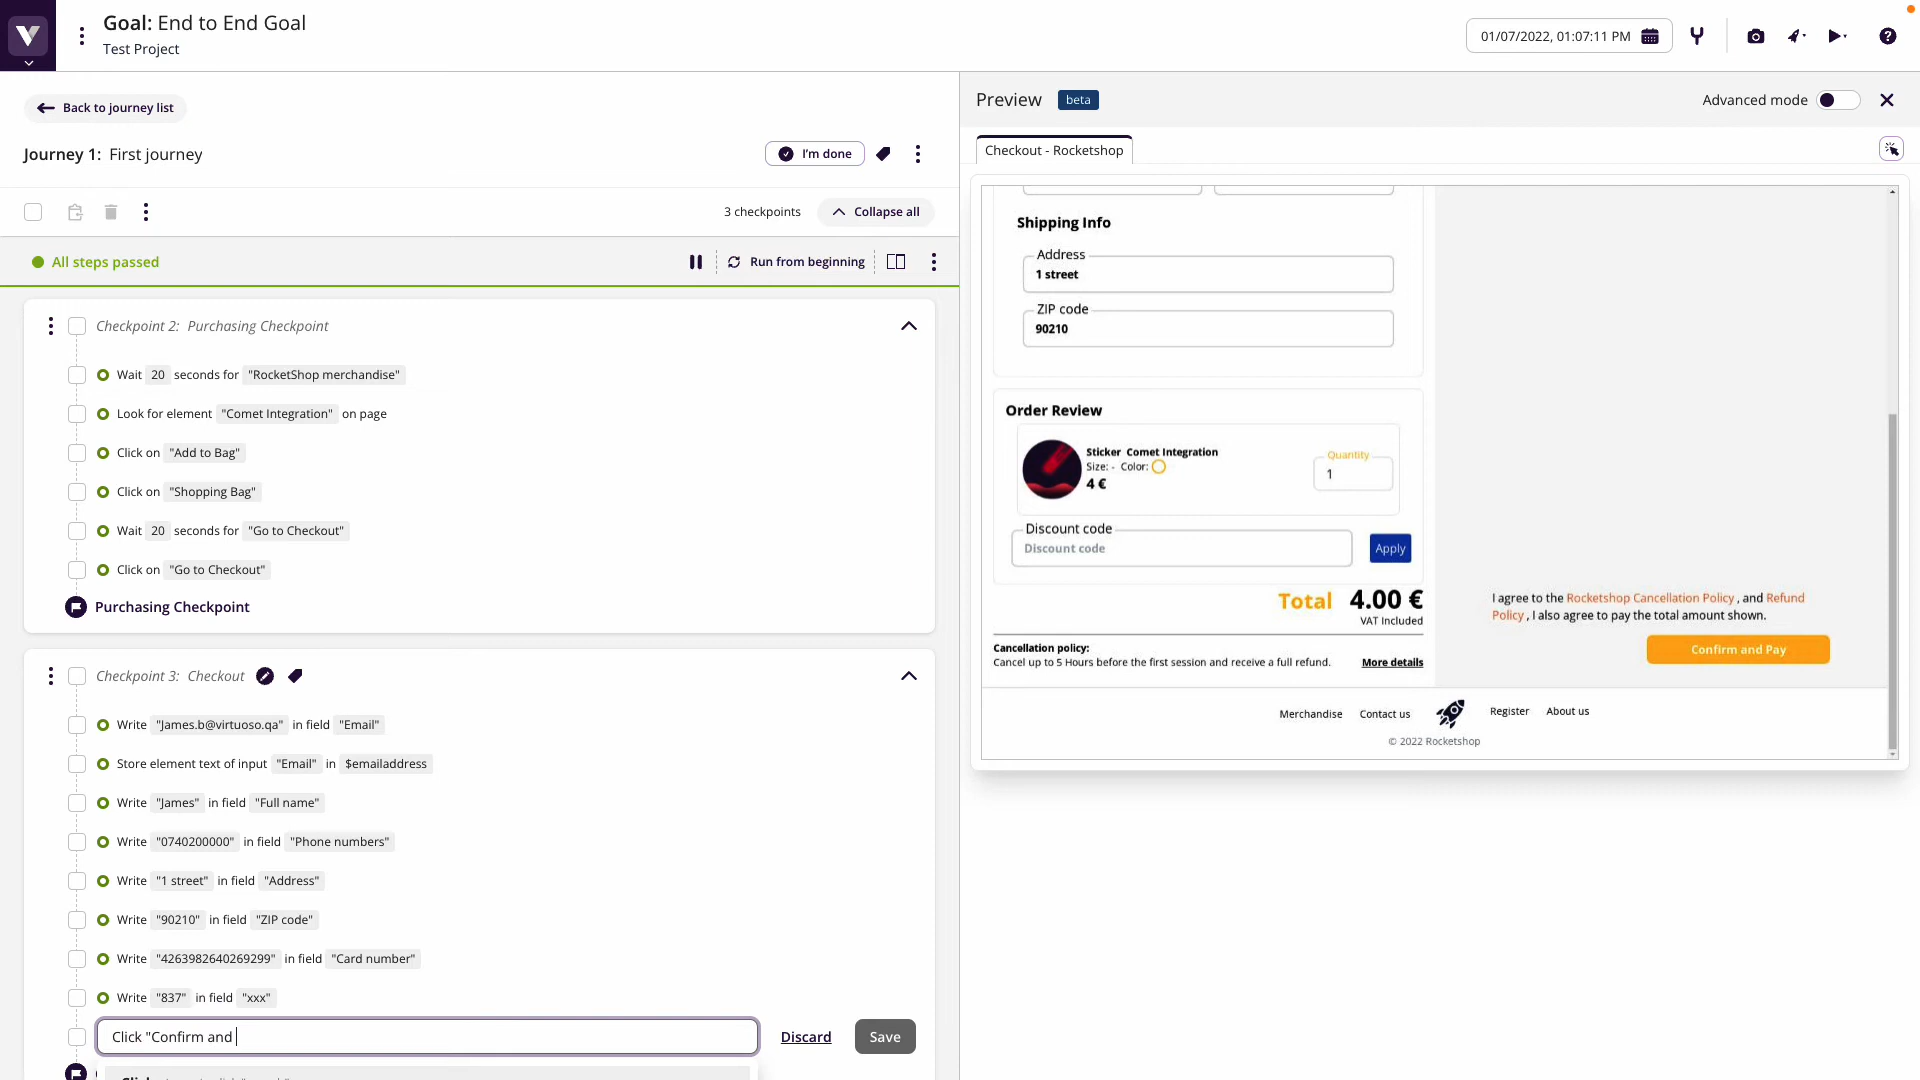 Goal: End to End Goal
Test Project
01/07/2022, 01:07:11 PM
Back to journey list
Journey 1: First journey
I'm done
3 checkpoints
Collapse all
All steps passed
Run from beginning
Checkpoint 2: Purchasing Checkpoint
Wait 20 seconds for "RocketShop merchandise"
Look for element "Comet Integration" on page
Click on "Add to Bag"
Click on "Shopping Bag"
Wait 20 seconds for "Go to Checkout"
Click on "Go to Checkout"
Purchasing Checkpoint
Checkpoint 3: Checkout
Write "James.b@virtuoso.qa" in field "Email"
Store element text of input "Email" in $emailaddress
Write "James" in field "Full name"
Write "0740200000" in field "Phone numbers"
Write "1 street" in field "Address"
Write "90210" in field "ZIP code"
Write "4263982640269299" in field "Card number"
Write "837" in field "xxx"
Click "Confirm and
Discard
Save
Preview
beta
Advanced mode
Checkout - Rocketshop
Shipping Info
Address
1 street
ZIP code
90210
Order Review
Sticker Comet Integration
Size: - Color:
4 €
Quantity
1
Discount code
Discount code
Apply
Total 4.00 €
VAT Included
Cancellation policy:
Cancel up to 5 Hours before the first session and receive a full refund.
More details
I agree to the Rocketshop Cancellation Policy , and Refund
Policy , I also agree to pay the total amount shown.
Confirm and Pay
Merchandise
Contact us
Register
About us
© 2022 Rocketshop